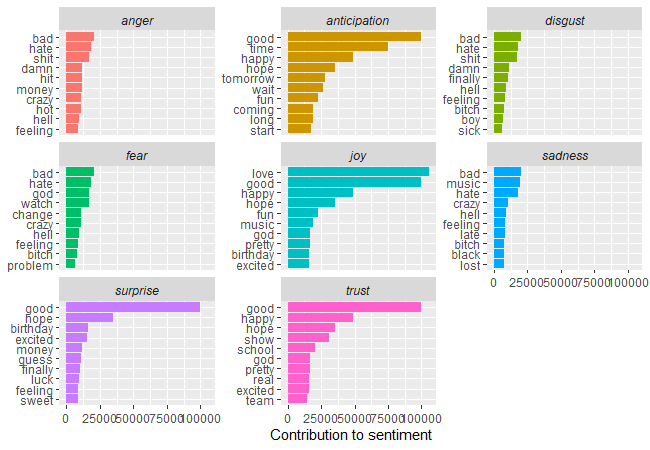 anger
bad
hate
shit
damn
hit
money
crazy
hot
hell
feeling
anticipation
good
time
happy
hope
tomorrow
wait
fun
coming
long
start
disgust
bad
hate
shit
damn
finally
hell
feeling
bitch
boy
sick
fear
bad
hate
god
watch
change
crazy
hell
feeling
bitch
problem
joy
love
good
happy
hope
fun
music
god
pretty
birthday
excited
sadness
bad
music
hate
crazy
hell
feeling
late
bitch
black
lost
0 25000 50000 75000 100000
surprise
good
hope
birthday
excited
money
guess
finally
luck
feeling
sweet
0 25000 50000 75000 100000
trust
good
happy
hope
show
school
god
pretty
real
excited
team
0 25000 50000 75000 100000
Contribution to sentiment